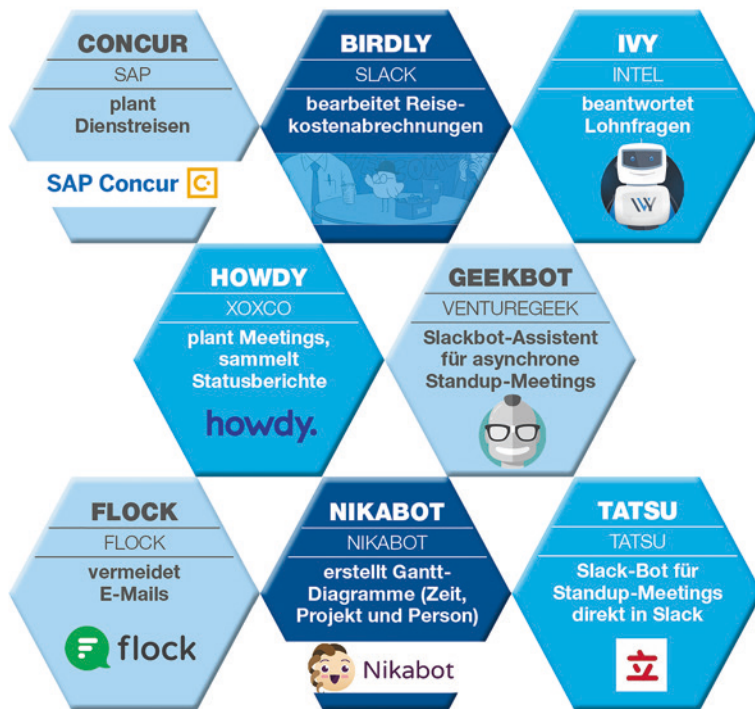 CONCUR
SAP
plant
Dienstreisen
SAP Concur
BIRDLY
SLACK
bearbeitet Reise-
kostenabrechnungen
IVY
INTEL
beantwortet
Lohnfragen
IVY
HOWDY
XOXCO
plant Meetings,
sammelt
Statusberichte
howdy.
GEEKBOT
VENTUREGEEK
Slackbot-Assistent
für asynchrone
Standup-Meetings
FLOCK
FLOCK
vermeidet
E-Mails
flock
NIKABOT
NIKABOT
erstellt Gantt-
Diagramme (Zeit,
Projekt und Person)
Nikabot
TATSU
TATSU
Slack-Bot für
Standup-Meetings
direkt in Slack
立